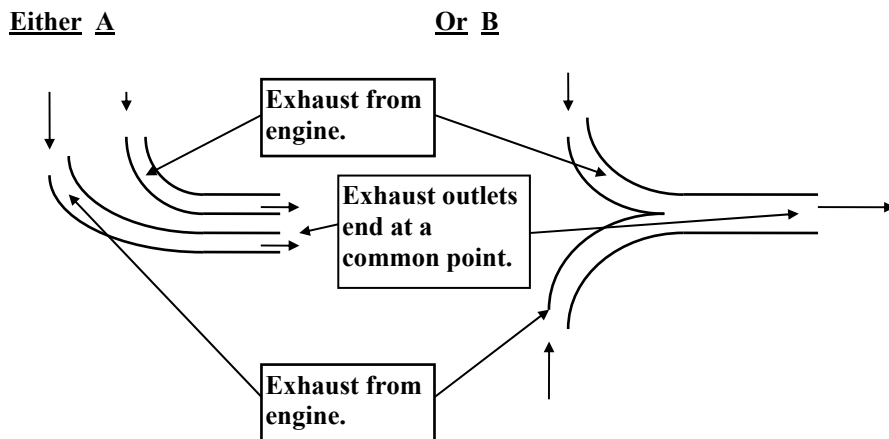 Either A
Or B
Exhaust from
engine.
Exhaust outlets
end at a
common point.
Exhaust from
engine.